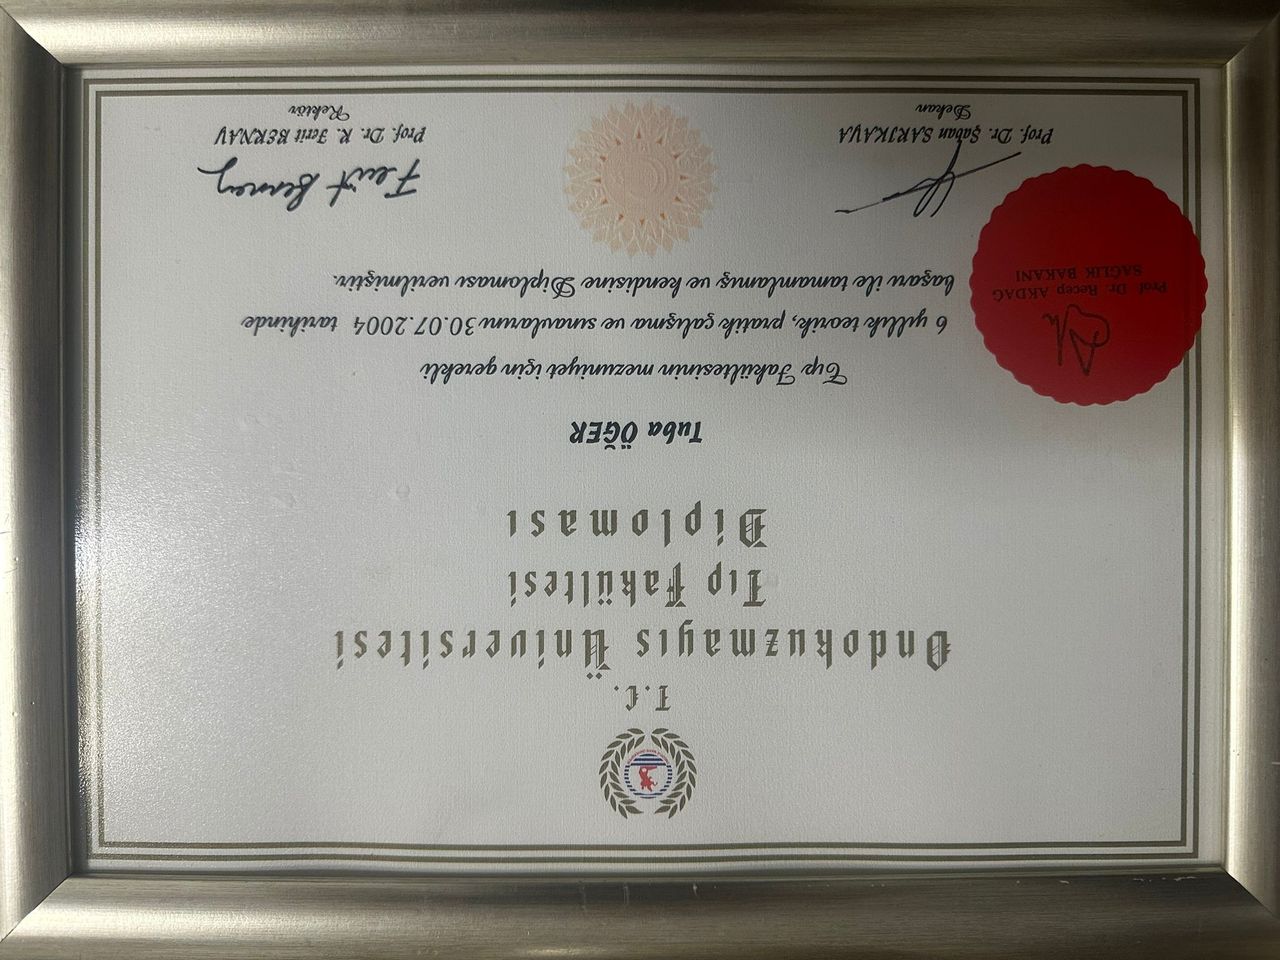 T.C.
Ondokuzmayıs Üniversitesi
Tıp Fakültesi
Diploması
Tuba ÖĞER
Tıp Fakültesinin mezuniyet için gerekli
6 yıllık teorik, pratik çalışma ve sınavlarını 30.07.2004 tarihinde
başarı ile tamamlamış ve kendisine Diploması verilmiştir.
Prof. Dr. Recep AKDAĞ
SAĞLIK BAKANI
Prof. Dr. Şaban SARIKAYA
Dekan
Ferit Bernay
Prof. Dr. R. Ferit BERNAY
Rektör